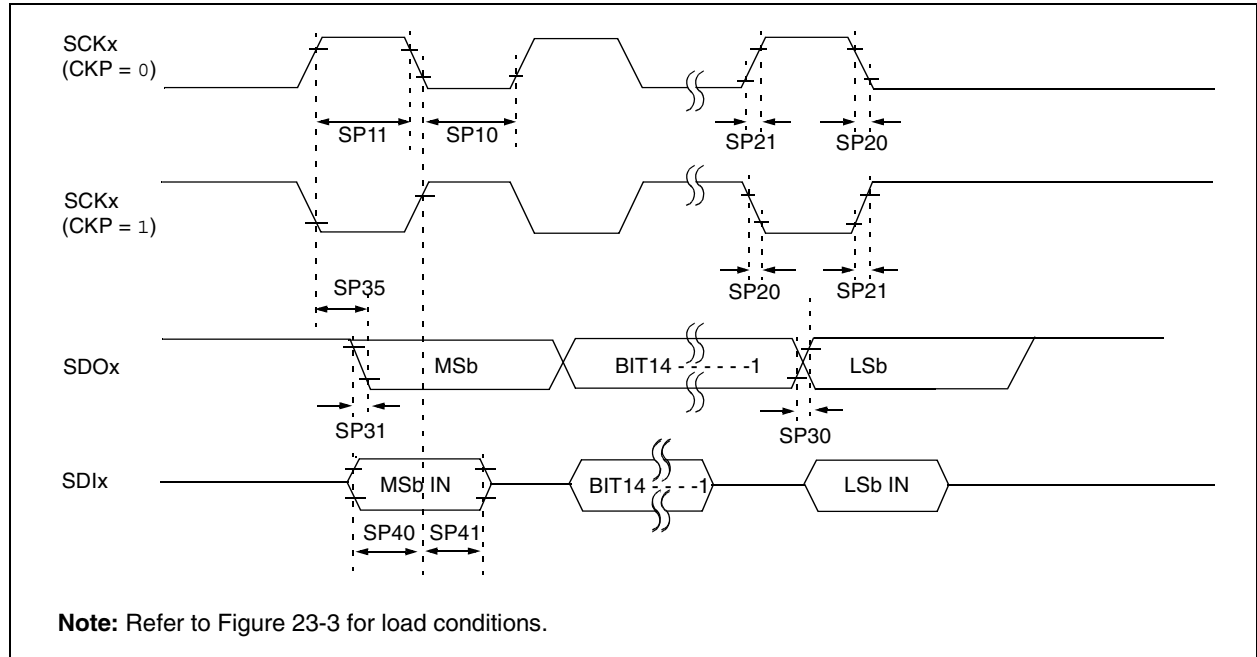 SCKx
(CKP = 0)
SP11
SP10
SP21
SP20
SCKx
(CKP = 1)
SP35
SP20
SP21
SDOx
MSb
BIT14 - - - - - - -1
LSb
SP31
SP30
SDIx
MSb IN
BIT14 - - - -1
LSb IN
SP40
SP41
Note: Refer to Figure 23-3 for load conditions.